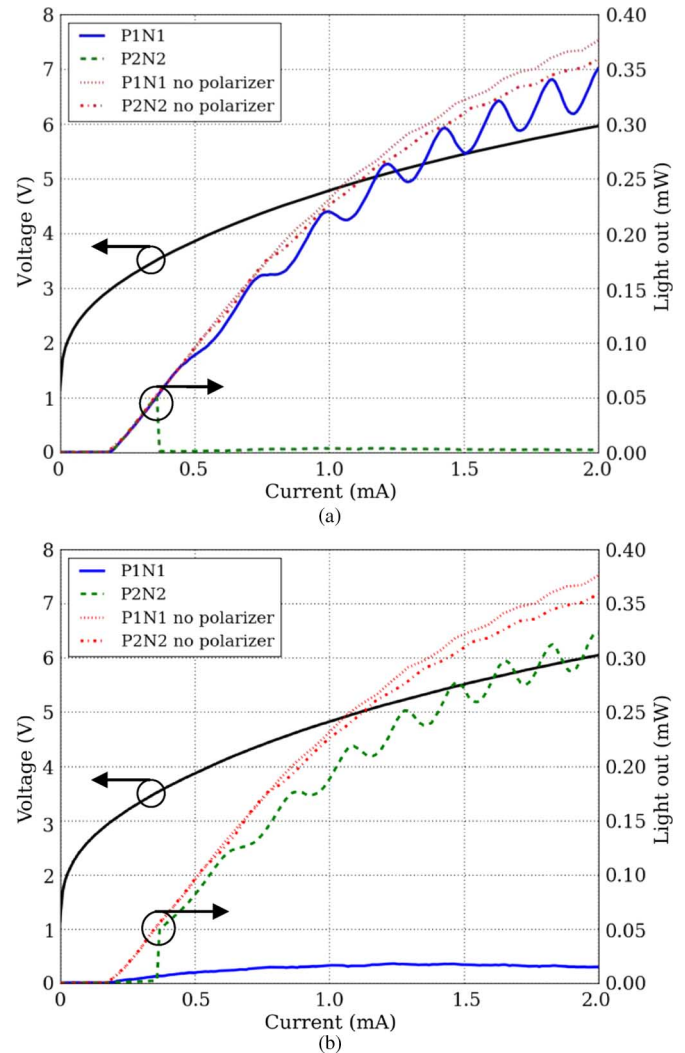 8
7
6
5
4
3
2
1
0
Voltage (V)
P1N1
P2N2
P1N1 no polarizer
P2N2 no polarizer
0.40
0.35
0.30
0.25
0.20
0.15
0.10
0.05
0.00
Light out (mW)
0 0.5 1.0 1.5 2.0
Current (mA)
(a)
8
7
6
5
4
3
2
1
0
Voltage (V)
P1N1
P2N2
P1N1 no polarizer
P2N2 no polarizer
0.40
0.35
0.30
0.25
0.20
0.15
0.10
0.05
0.00
Light out (mW)
0 0.5 1.0 1.5 2.0
Current (mA)
(b)